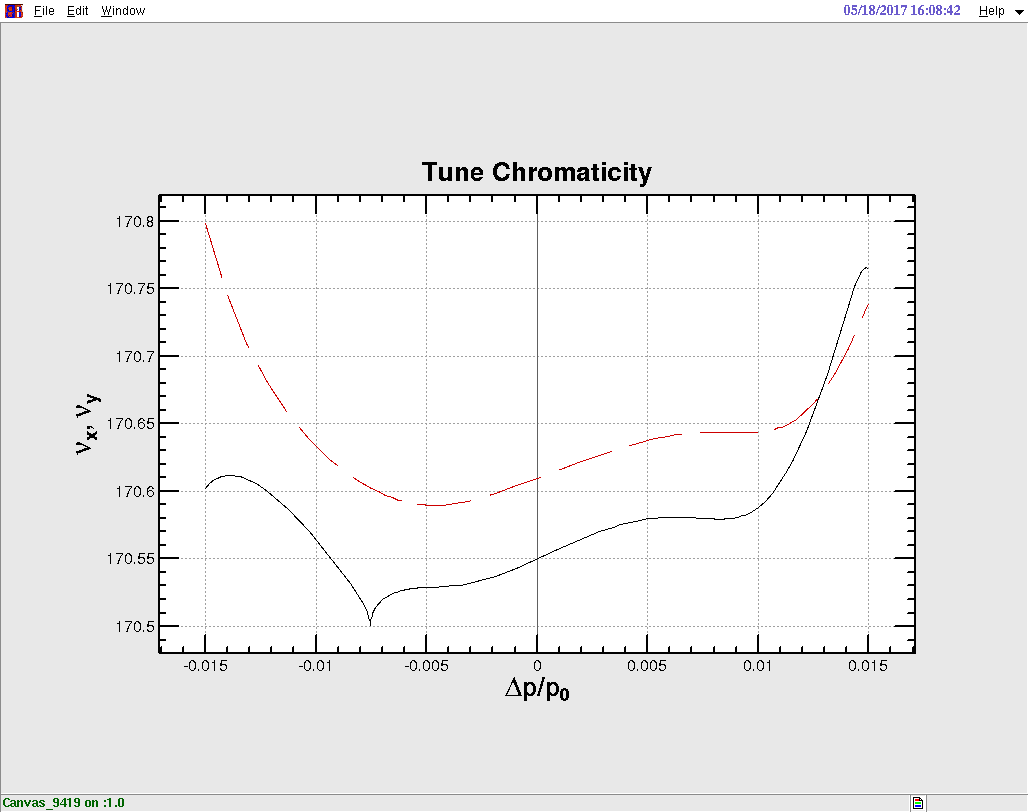 File Edit Window 05/18/2017 16:08:42 Help
Tune Chromaticity
170.8
170.75
170.7
170.65
170.6
170.55
170.5
νx, νy
-0.015 -0.01 -0.005 0 0.005 0.01 0.015
Δp/p0
Canvas_9419 on :1.0